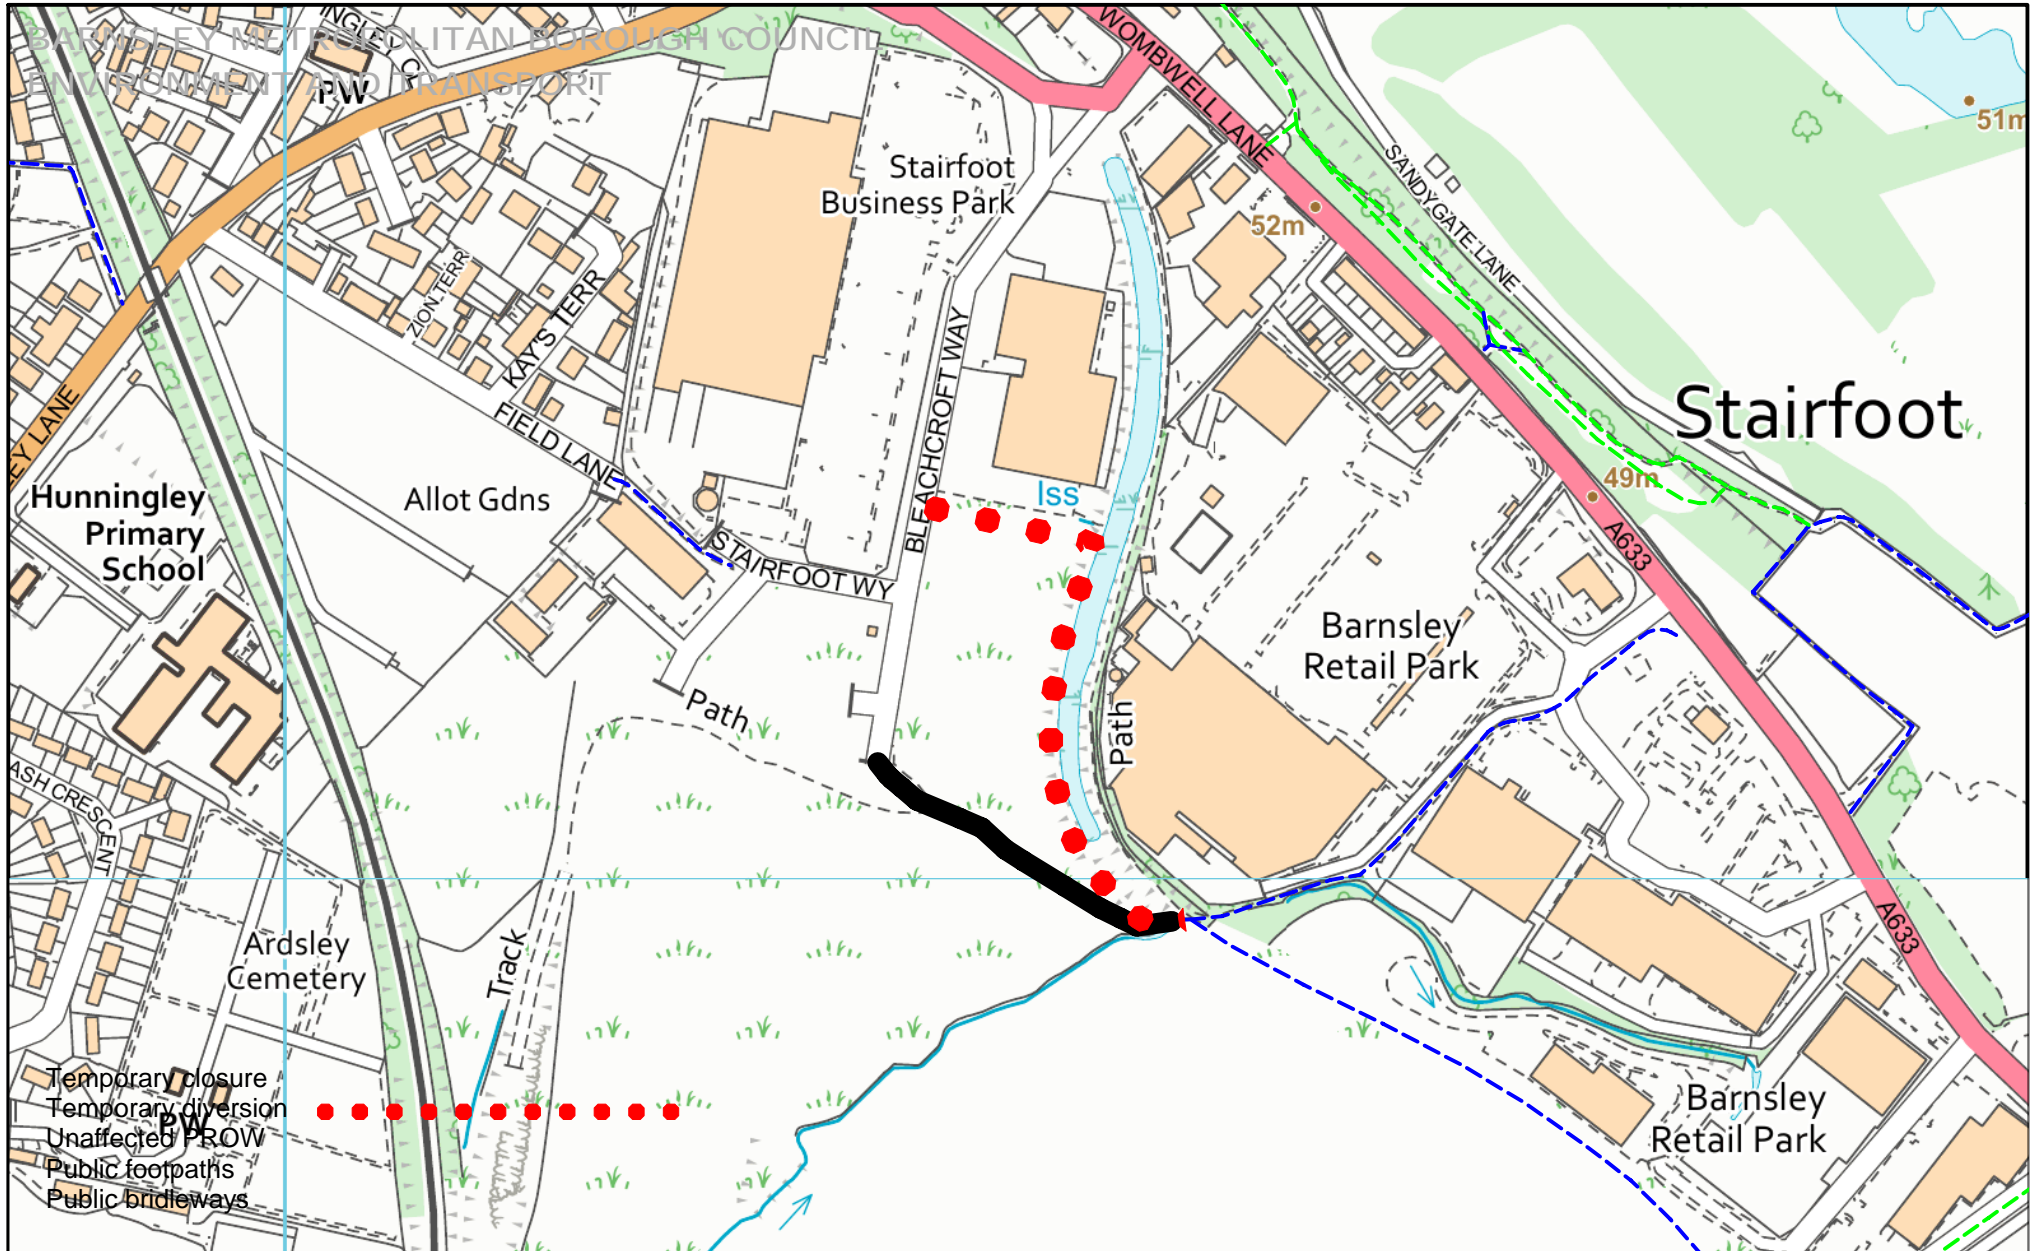 BARNSLEY METROPOLITAN BOROUGH COUNCIL
ENVIRONMENT AND TRANSPORT
PW
WOMBWELL LANE
51m
Stairfoot
Business Park
SANDYGATE LANE
52m
ZION TERR
KAY'S TERR
BLEACHCROFT WAY
FIELD LANE
Stairfoot
49m
Hunningley
Primary
School
Allot Gdns
Iss
STAIRFOOT WY
A633
Barnsley
Retail Park
Path
Path
ASH CRESCENT
Ardsley
Cemetery
Track
A633
Temporary closure
Temporary diversion
PW
Unaffected PROW
Public footpaths
Public bridleways
Barnsley
Retail Park